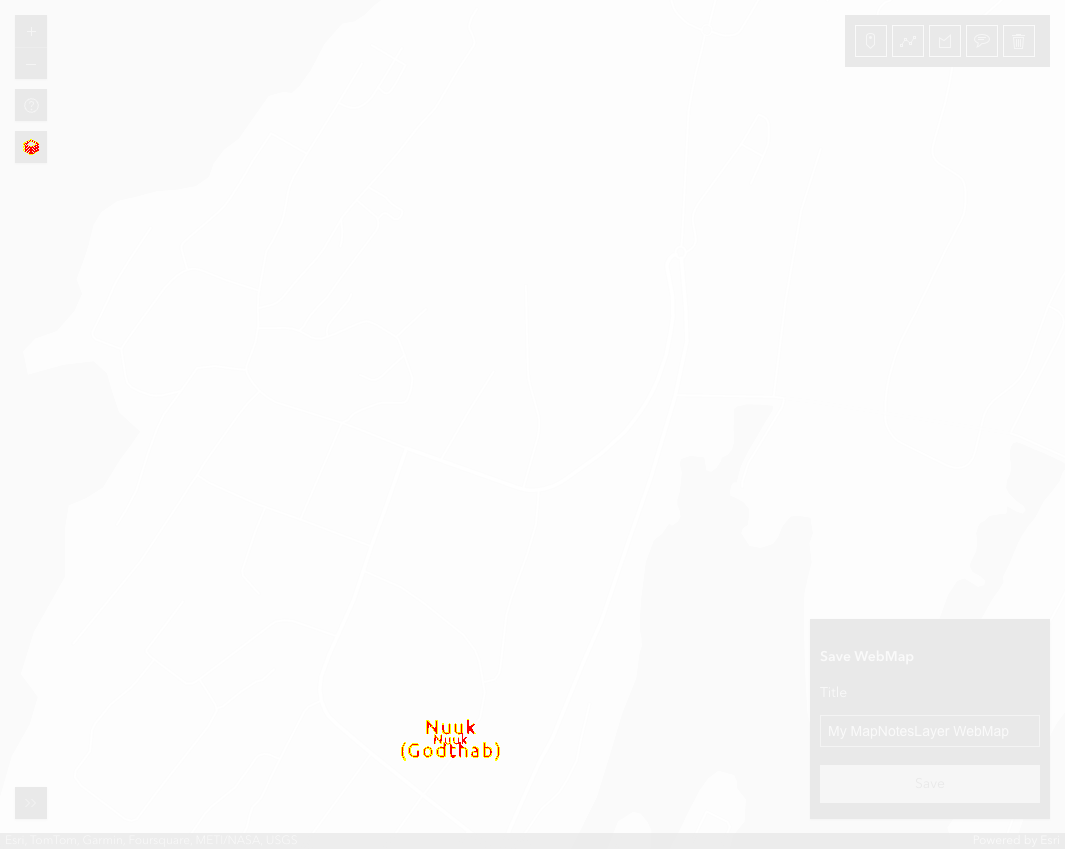 Nuuk
Nuuk
(Godthab)
Save WebMap
Title
My MapNotesLayer WebMap
Save
Esri, TomTom, Garmin, Foursquare, METI/NASA, USGS
Powered by Esri